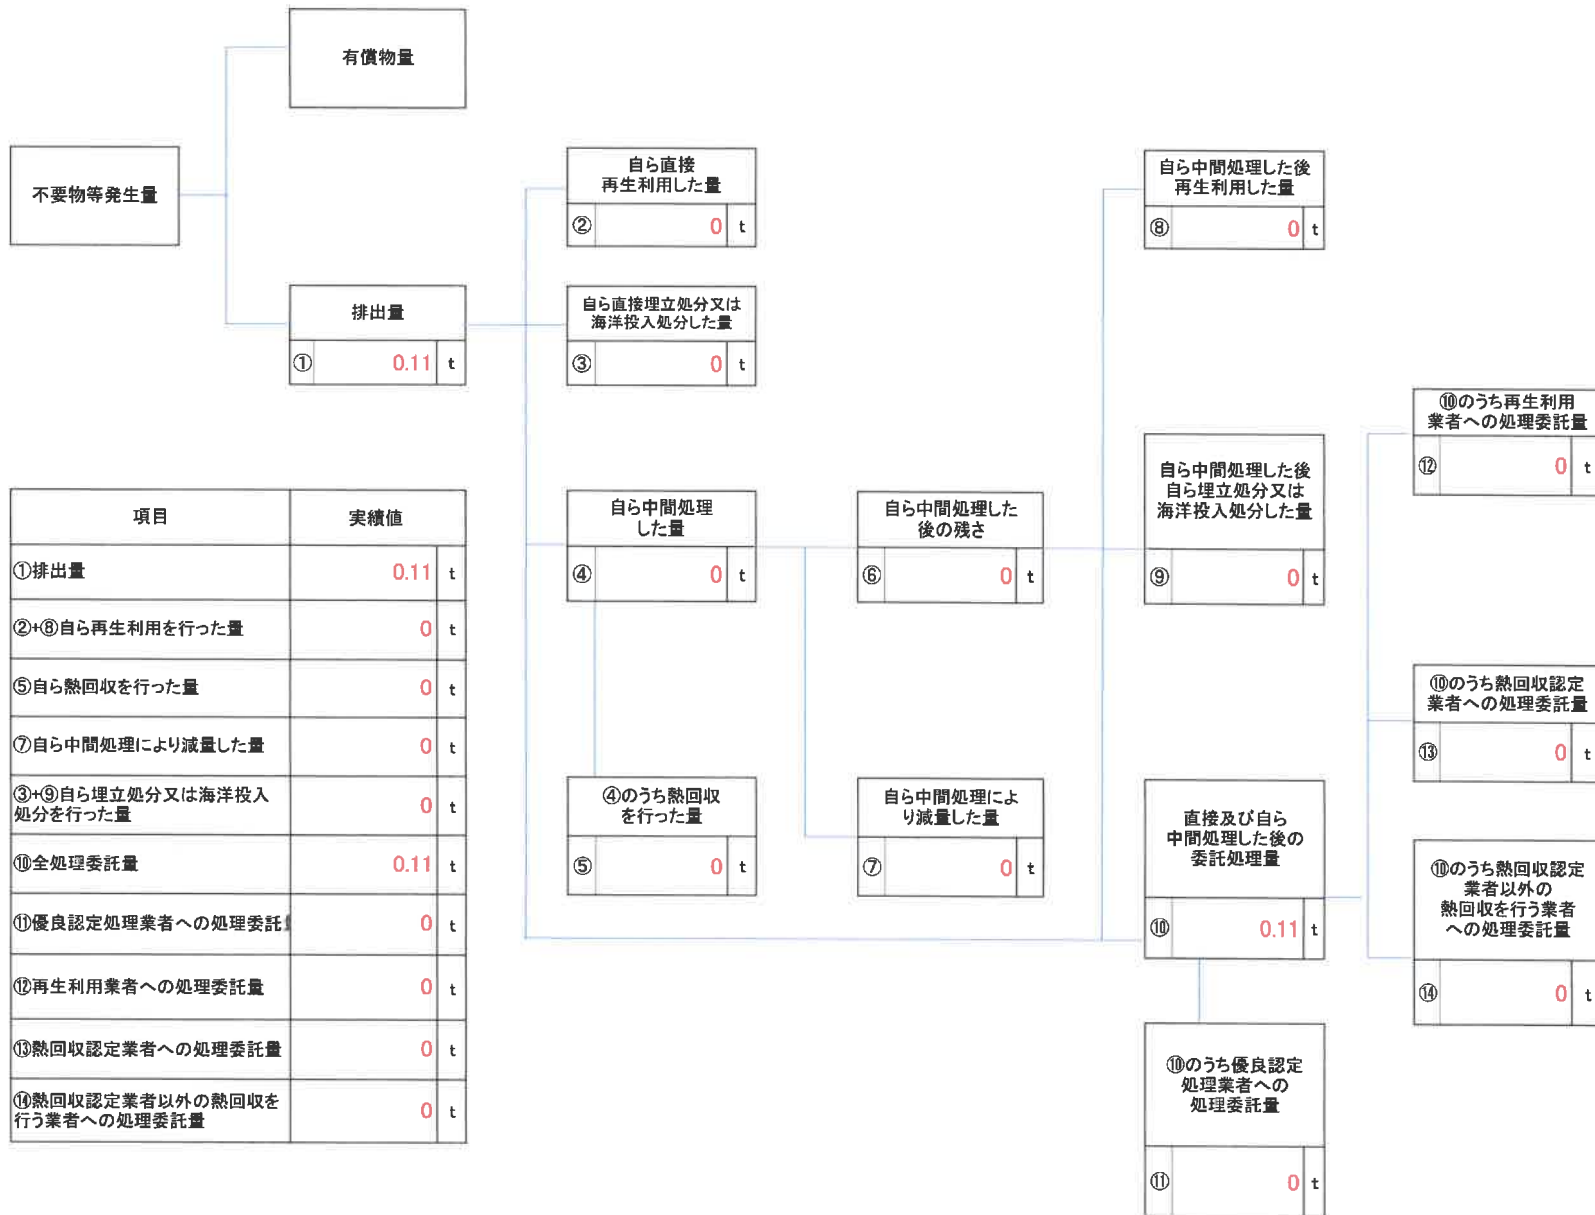 有償物量
不要物等発生量
排出量
① 0.11 t
自ら直接
再生利用した量
② 0 t
自ら直接埋立処分又は
海洋投入処分した量
③ 0 t
自ら中間処理
した量
④ 0 t
④のうち熱回収
を行った量
⑤ 0 t
自ら中間処理した
後の残さ
⑥ 0 t
自ら中間処理によ
り減量した量
⑦ 0 t
自ら中間処理した後
再生利用した量
⑧ 0 t
自ら中間処理した後
自ら埋立処分又は
海洋投入処分した量
⑨ 0 t
直接及び自ら
中間処理した後の
委託処理量
⑩ 0.11 t
⑩のうち優良認定
処理業者への
処理委託量
⑪ 0 t
⑩のうち再生利用
業者への処理委託量
⑫ 0 t
⑩のうち熱回収認定
業者への処理委託量
⑬ 0 t
⑩のうち熱回収認定
業者以外の
熱回収を行う業者
への処理委託量
⑭ 0 t
項目 実績値
①排出量 0.11 t
②+⑧自ら再生利用を行った量 0 t
⑤自ら熱回収を行った量 0 t
⑦自ら中間処理により減量した量 0 t
③+⑨自ら埋立処分又は海洋投入
処分を行った量 0 t
⑩全処理委託量 0.11 t
⑪優良認定処理業者への処理委託 0 t
⑫再生利用業者への処理委託量 0 t
⑬熱回収認定業者への処理委託量 0 t
⑭熱回収認定業者以外の熱回収を
行う業者への処理委託量 0 t